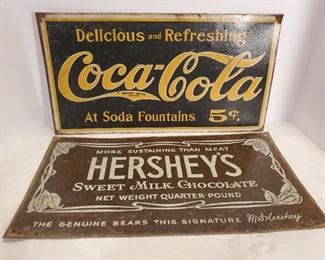 Delicious and Refreshing
Coca-Cola
At Soda Fountains 5¢
MORE SUSTAINING THAN MEAT
HERSHEY'S
SWEET MILK CHOCOLATE
NET WEIGHT QUARTER POUND
THE GENUINE BEARS THIS SIGNATURE M.S. Hershey